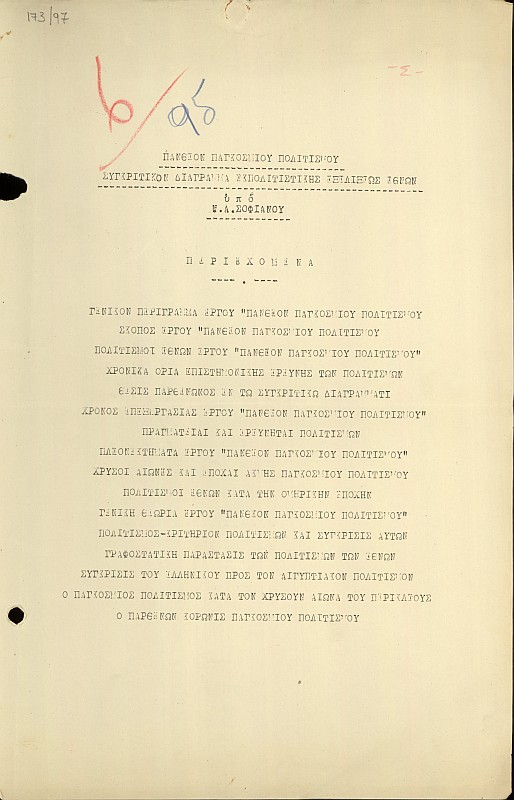 173/97
-Σ-
6/95
ΠΑΝΘΕΟΝ ΠΑΓΚΟΣΜΙΟΥ ΠΟΛΙΤΙΣΜΟΥ
ΣΥΓΚΡΙΤΙΚΟΝ ΔΙΑΓΡΑΜΜΑ ΕΚΠΟΛΙΤΙΣΤΙΚΗΣ ΕΞΕΛΙΞΕΩΣ ΕΘΝΩΝ
ὑπό
Ε.Α.ΣΟΦΙΑΝΟΥ
ΠΕΡΙΕΧΟΜΕΝΑ
ΓΕΝΙΚΟΝ ΠΕΡΙΓΡΑΜΜΑ ΕΡΓΟΥ "ΠΑΝΘΕΟΝ ΠΑΓΚΟΣΜΙΟΥ ΠΟΛΙΤΙΣΜΟΥ
ΣΚΟΠΟΣ ΕΡΓΟΥ "ΠΑΝΘΕΟΝ ΠΑΓΚΟΣΜΙΟΥ ΠΟΛΙΤΙΣΜΟΥ
ΠΟΛΙΤΙΣΜΟΙ ΕΘΝΩΝ ΕΡΓΟΥ "ΠΑΝΘΕΟΝ ΠΑΓΚΟΣΜΙΟΥ ΠΟΛΙΤΙΣΜΟΥ"
ΧΡΟΝΙΚΑ ΟΡΙΑ ΕΠΙΣΤΗΜΟΝΙΚΗΣ ΕΡΕΥΝΗΣ ΤΩΝ ΠΟΛΙΤΙΣΜΩΝ
ΘΕΣΙΣ ΠΑΡΘΕΝΩΝΟΣ ΕΝ ΤΩ ΣΥΓΚΡΙΤΙΚΩ ΔΙΑΓΡΑΜΜΑΤΙ
ΧΡΟΝΟΣ ΕΠΕΞΕΡΓΑΣΙΑΣ ΕΡΓΟΥ "ΠΑΝΘΕΟΝ ΠΑΓΚΟΣΜΙΟΥ ΠΟΛΙΤΙΣΜΟΥ"
ΠΡΑΓΜΑΤΕΙΑΙ ΚΑΙ ΕΡΕΥΝΗΤΑΙ ΠΟΛΙΤΙΣΜΩΝ
ΠΛΕΟΝΕΚΤΗΜΑΤΑ ΕΡΓΟΥ "ΠΑΝΘΕΟΝ ΠΑΓΚΟΣΜΙΟΥ ΠΟΛΙΤΙΣΜΟΥ"
ΧΡΥΣΟΙ ΑΙΩΝΕΣ ΚΑΙ ΕΠΟΧΑΙ ΑΚΜΗΣ ΠΑΓΚΟΣΜΙΟΥ ΠΟΛΙΤΙΣΜΟΥ
ΠΟΛΙΤΙΣΜΟΙ ΕΘΝΩΝ ΚΑΤΑ ΤΗΝ ΟΜΗΡΙΚΗΝ ΕΠΟΧΗΝ
ΓΕΝΙΚΗ ΘΕΩΡΙΑ ΕΡΓΟΥ "ΠΑΝΘΕΟΝ ΠΑΓΚΟΣΜΙΟΥ ΠΟΛΙΤΙΣΜΟΥ"
ΠΟΛΙΤΙΣΜΟΣ-ΚΡΙΤΗΡΙΟΝ ΠΟΛΙΤΙΣΜΩΝ ΚΑΙ ΣΥΓΚΡΙΣΙΣ ΑΥΤΩΝ
ΓΡΑΦΟΣΤΑΤΙΚΗ ΠΑΡΑΣΤΑΣΙΣ ΤΩΝ ΠΟΛΙΤΙΣΜΩΝ ΤΩΝ ΕΘΝΩΝ
ΣΥΓΚΡΙΣΙΣ ΤΟΥ ΕΛΛΗΝΙΚΟΥ ΠΡΟΣ ΤΟΝ ΑΙΓΥΠΤΙΑΚΟΝ ΠΟΛΙΤΙΣΜΟΝ
Ο ΠΑΓΚΟΣΜΙΟΣ ΠΟΛΙΤΙΣΜΟΣ ΚΑΤΑ ΤΟΝ ΧΡΥΣΟΥΝ ΑΙΩΝΑ ΤΟΥ ΠΕΡΙΚΛΕΟΥΣ
Ο ΠΑΡΘΕΝΩΝ ΚΟΡΩΝΙΣ ΠΑΓΚΟΣΜΙΟΥ ΠΟΛΙΤΙΣΜΟΥ